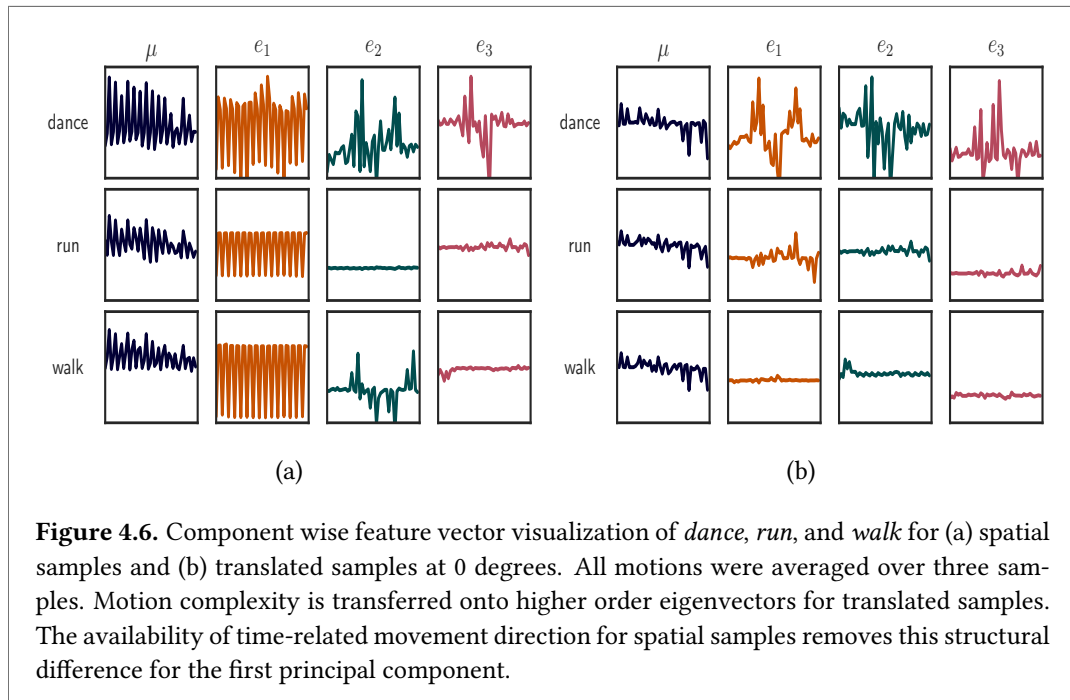 μ e₁ e₂ e₃ μ e₁ e₂ e₃
dance dance
run run
walk walk
(a) (b)
Figure 4.6. Component wise feature vector visualization of dance, run, and walk for (a) spatial
samples and (b) translated samples at 0 degrees. All motions were averaged over three sam-
ples. Motion complexity is transferred onto higher order eigenvectors for translated samples.
The availability of time-related movement direction for spatial samples removes this structural
difference for the first principal component.